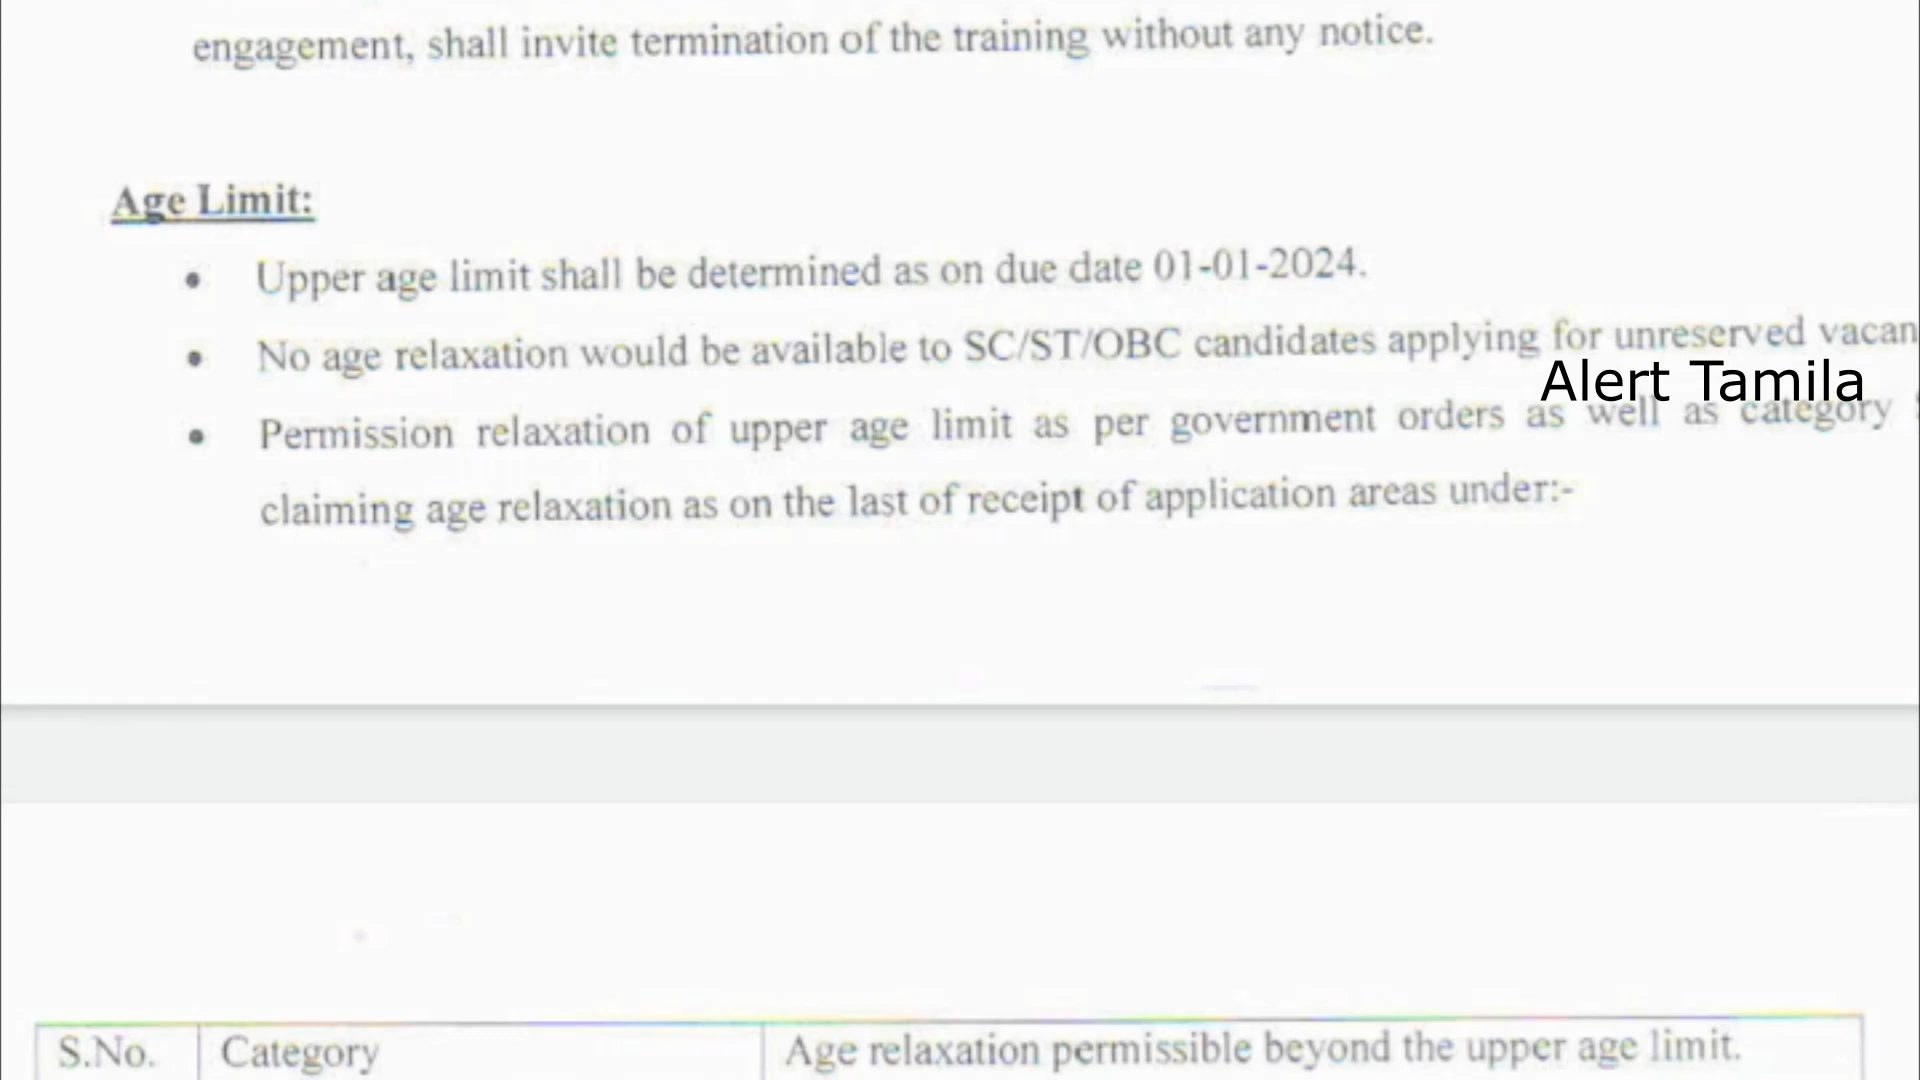 engagement, shall invite termination of the training without any notice.
Age Limit:
• Upper age limit shall be determined as on due date 01-01-2024.
• No age relaxation would be available to SC/ST/OBC candidates applying for unreserved vacan
Alert Tamila
• Permission relaxation of upper age limit as per government orders as well as category
claiming age relaxation as on the last of receipt of application areas under:-
S.No. Category Age relaxation permissible beyond the upper age limit.